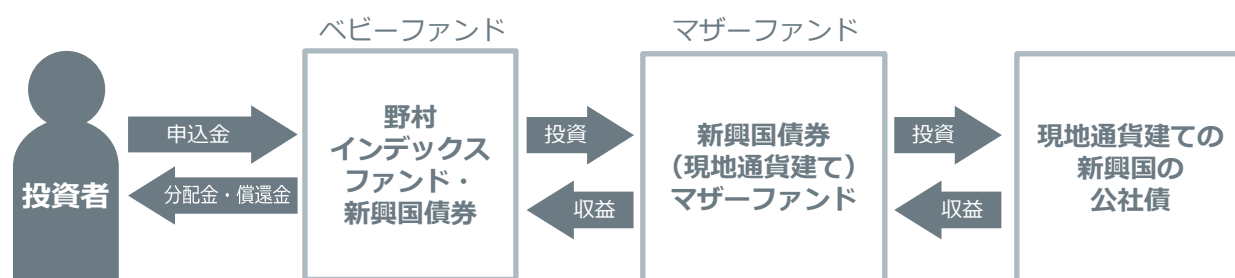 ベビーファンド
マザーファンド
投資者
申込金
分配金・償還金
野村
インデックス
ファンド・
新興国債券
投資
収益
新興国債券
（現地通貨建て）
マザーファンド
投資
収益
現地通貨建ての
新興国の
公社債